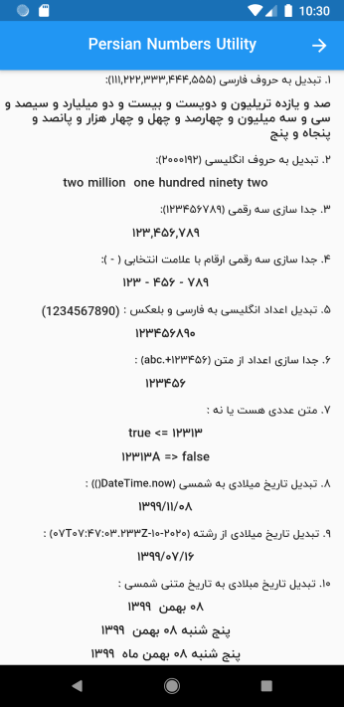 10:30
Persian Numbers Utility
۱. تبدیل به حروف فارسی (۱۱۱,۲۲۲,۳۳۳,۴۴۴,۵۵۵):
صد و یازده تریلیون و دویست و بیست و دو میلیارد و سیصد و
سی و سه میلیون و چهارصد و چهل و چهار هزار و پانصد و
پنجاه و پنج
۲. تبدیل به حروف انگلیسی (۲۰۰۰۱۹۲):
two million one hundred ninety two
۳. جدا سازی سه رقمی (۱۲۳۴۵۶۷۸۹):
۱۲۳,۴۵۶,۷۸۹
۴. جدا سازی سه رقمی ارقام با علامت انتخابی ( - ):
۱۲۳ - ۴۵۶ - ۷۸۹
۵. تبدیل اعداد انگلیسی به فارسی و بلعکس : (1234567890)
۱۲۳۴۵۶۸۹۰
۶. جدا سازی اعداد از متن (abc.+۱۲۳۴۵۶) :
۱۲۳۴۵۶
۷. متن عددی هست یا نه :
true <= ۱۲۳۱۳
۱۲۳۱۳A => false
۸. تبدیل تاریخ میلادی به شمسی (DateTime.now()) :
۱۳۹۹/۱۱/۰۸
۹. تبدیل تاریخ میلادی از رشته (۰۷T۰۷:۴۷:۰۳.۲۳۳Z-۱۰-۲۰۲۰) :
۱۳۹۹/۰۷/۱۶
۱۰. تبدیل تاریخ میلادی به تاریخ متنی شمسی :
۰۸ بهمن ۱۳۹۹
پنج شنبه ۰۸ بهمن ۱۳۹۹
پنج شنبه ۰۸ بهمن ماه ۱۳۹۹